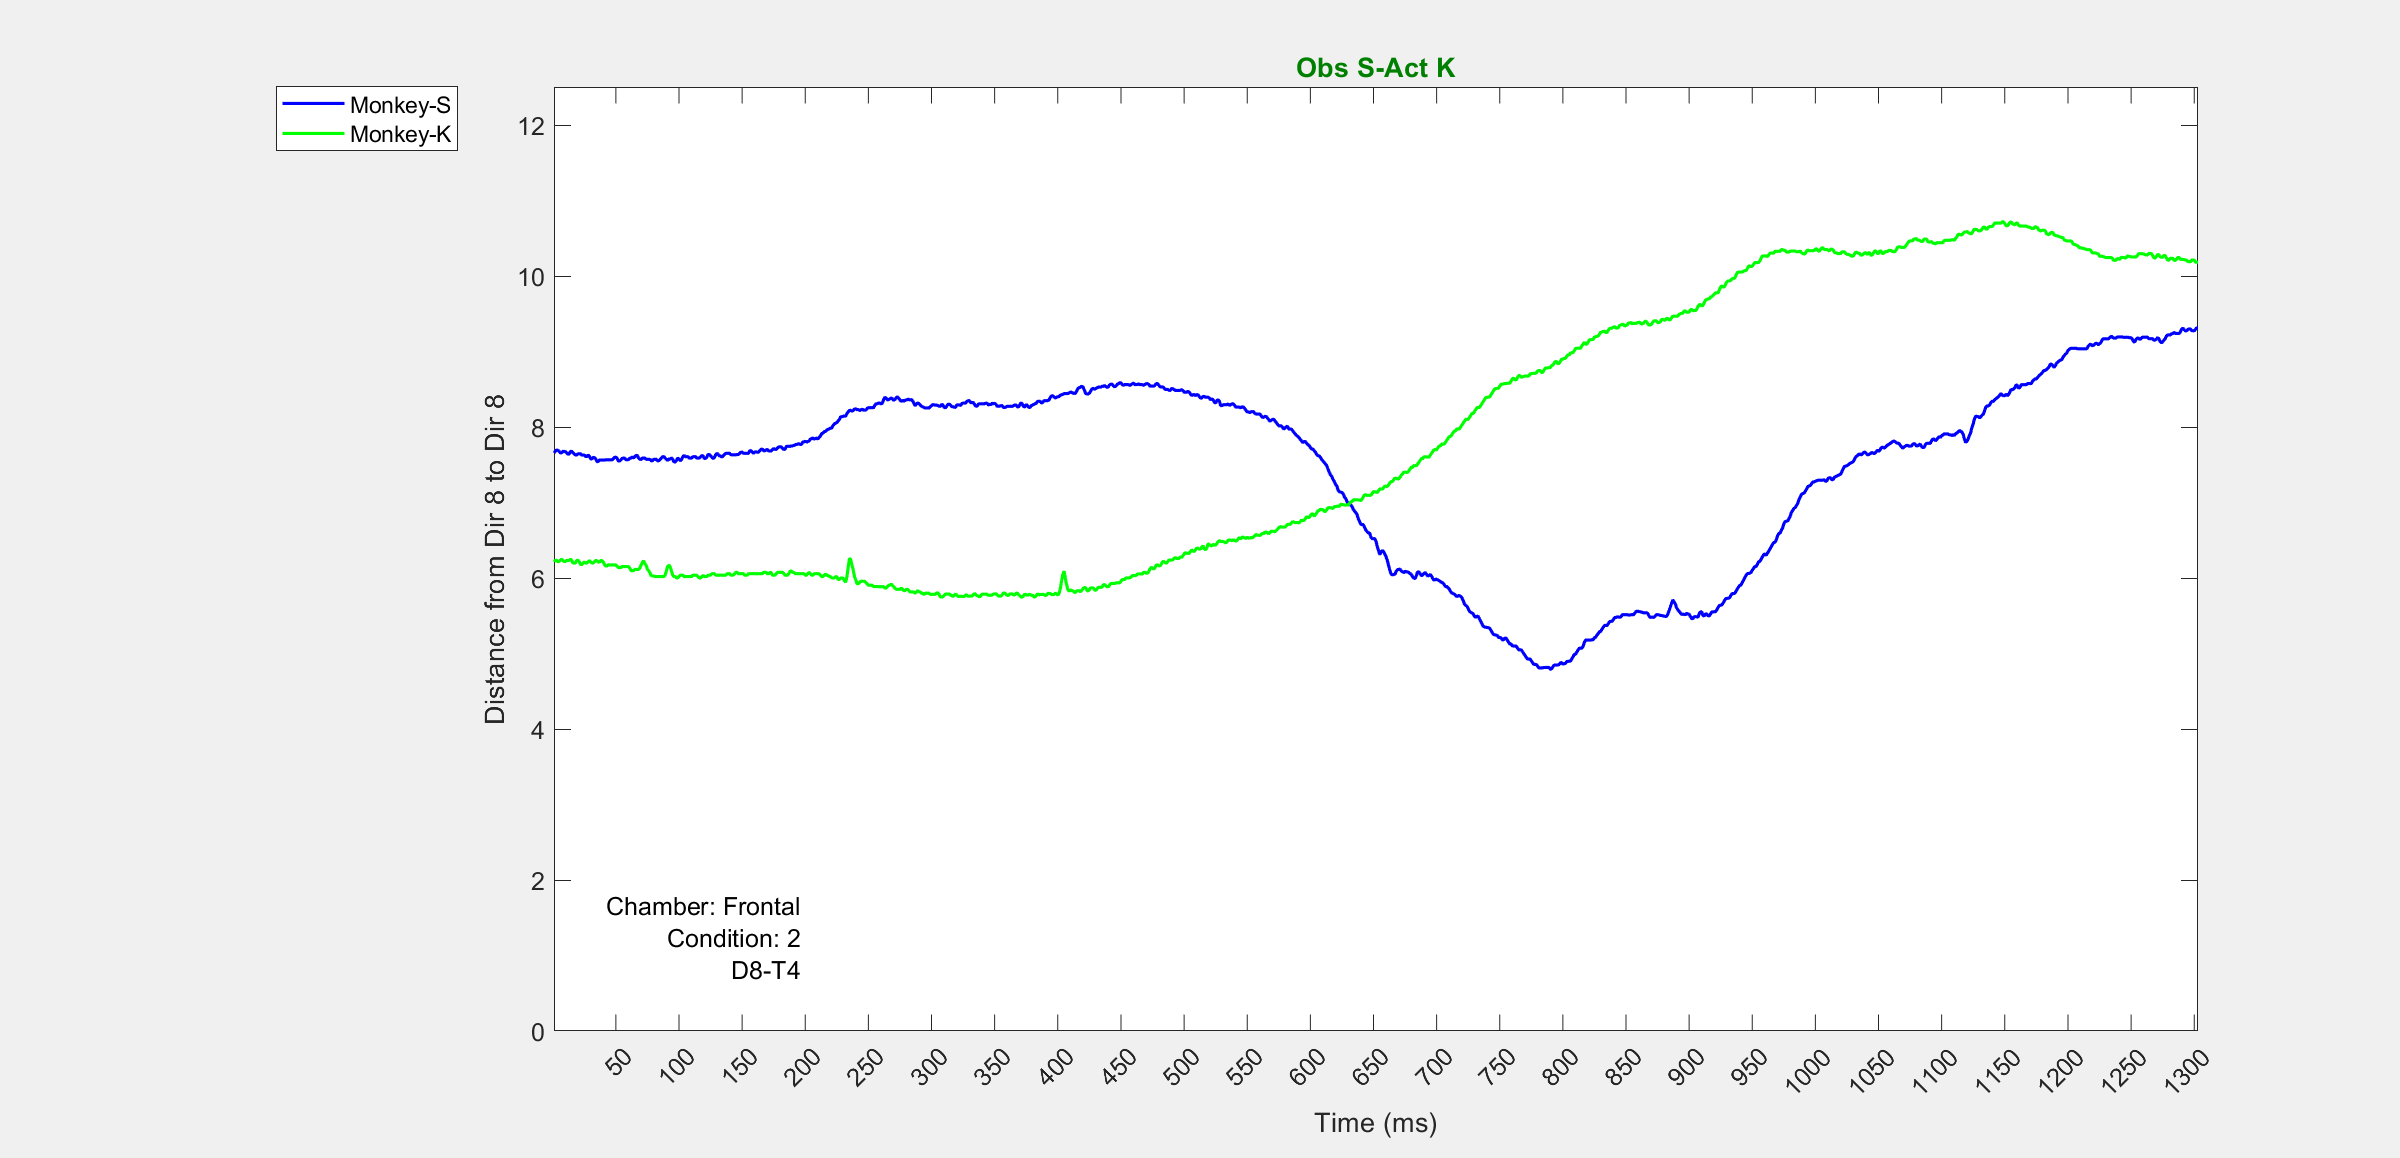 Obs S-Act K
Monkey-S
Monkey-K
12
10
8
6
4
2
0
Distance from Dir 8 to Dir 8
Chamber: Frontal
Condition: 2
D8-T4
50 100 150 200 250 300 350 400 450 500 550 600 650 700 750 800 850 900 950 1000 1050 1100 1150 1200 1250 1300
Time (ms)